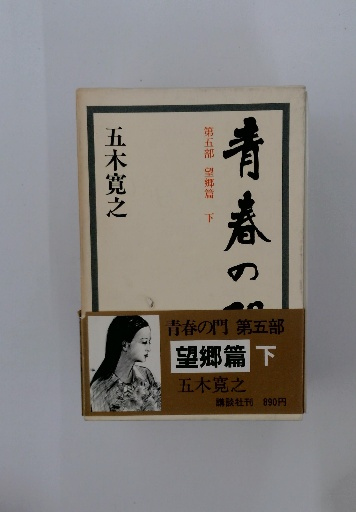 青春の門
第五部 望郷篇 下
五木寛之
青春の門 第五部
望郷篇 下
五木寛之
講談社刊 890円